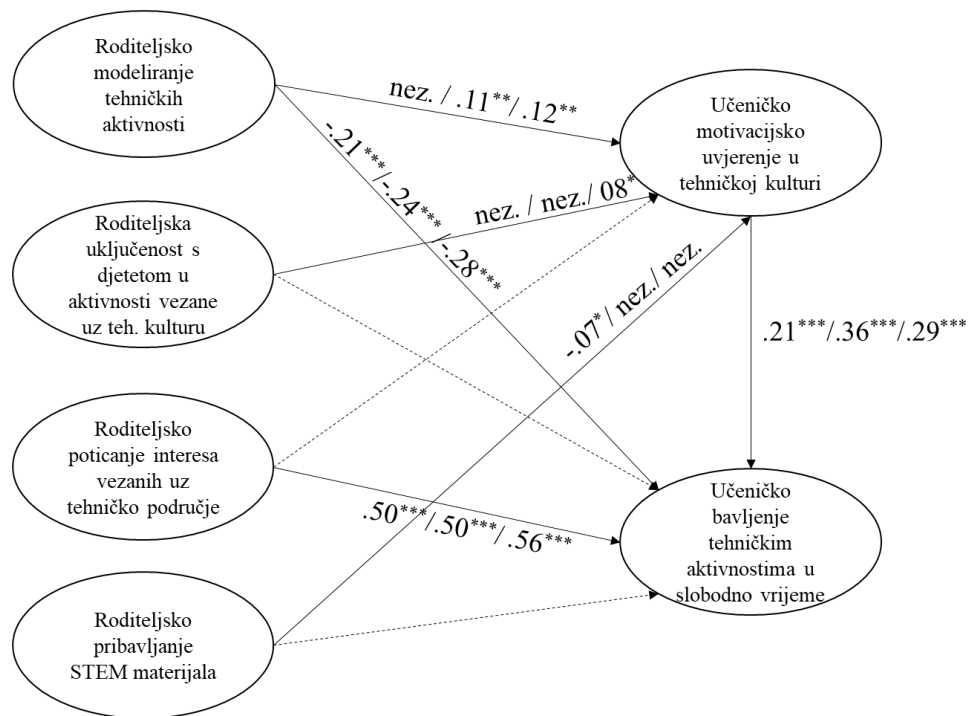 Roditeljsko
modeliranje
tehničkih
aktivnosti
nez. / .11**/ .12**
Učeničko
motivacijsko
uvjerenje u
tehničkoj kulturi
-.21***/-.24***/-.28***
nez. / nez./ 08*
Roditeljska
uključenost s
djetetom u
aktivnosti vezane
uz teh. kulturu
-.07*/ nez./ nez.
.21***/.36***/.29***
Roditeljsko
poticanje interesa
vezanih uz
tehničko područje
.50***/.50***/.56***
Učeničko
bavljenje
tehničkim
aktivnostima u
slobodno vrijeme
Roditeljsko
pribavljanje
STEM materijala